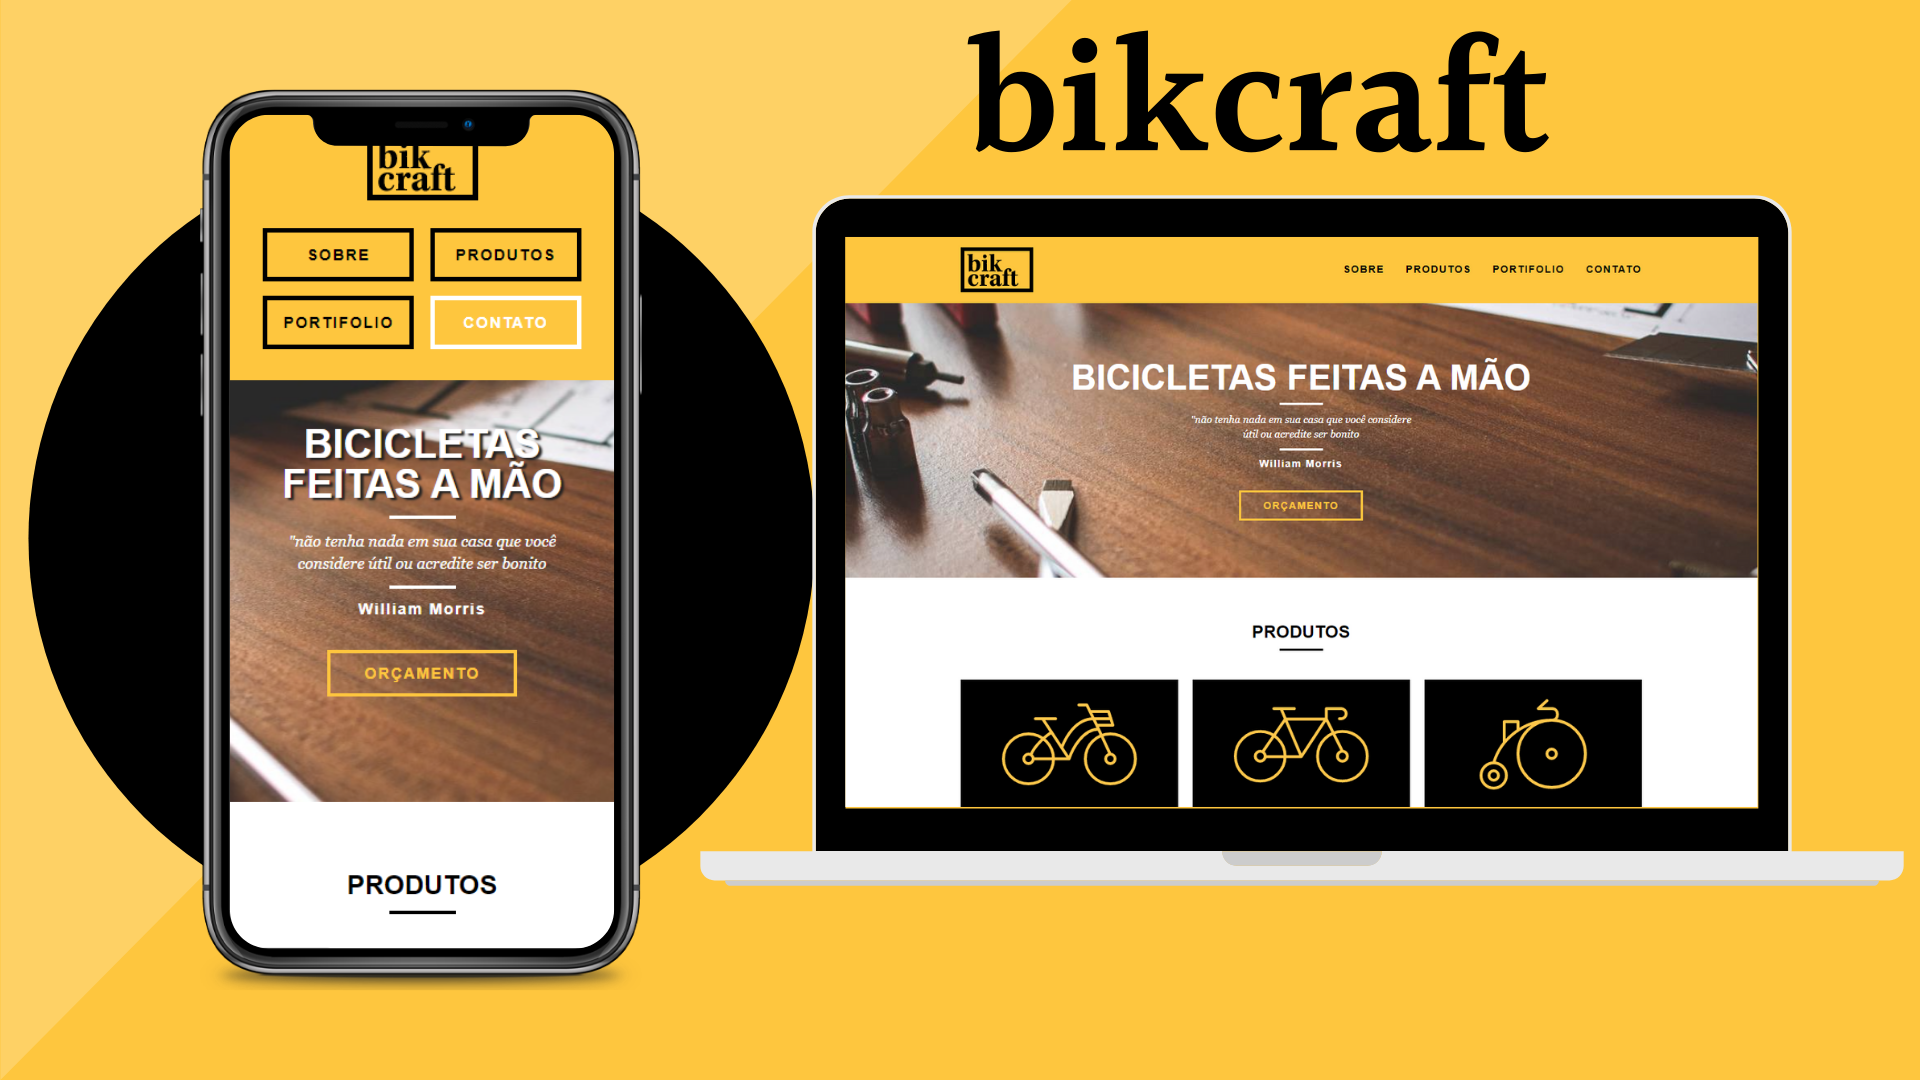 bikcraft
bik
craft
SOBRE
PRODUTOS
PORTIFOLIO
CONTATO
BICICLETAS
FEITAS A MÃO
"não tenha nada em sua casa que você
considere útil ou acredite ser bonito
William Morris
ORÇAMENTO
PRODUTOS
bik
craft
SOBRE PRODUTOS PORTIFOLIO CONTATO
BICICLETAS FEITAS A MÃO
"não tenha nada em sua casa que você considere
útil ou acredite ser bonito
William Morris
ORÇAMENTO
PRODUTOS